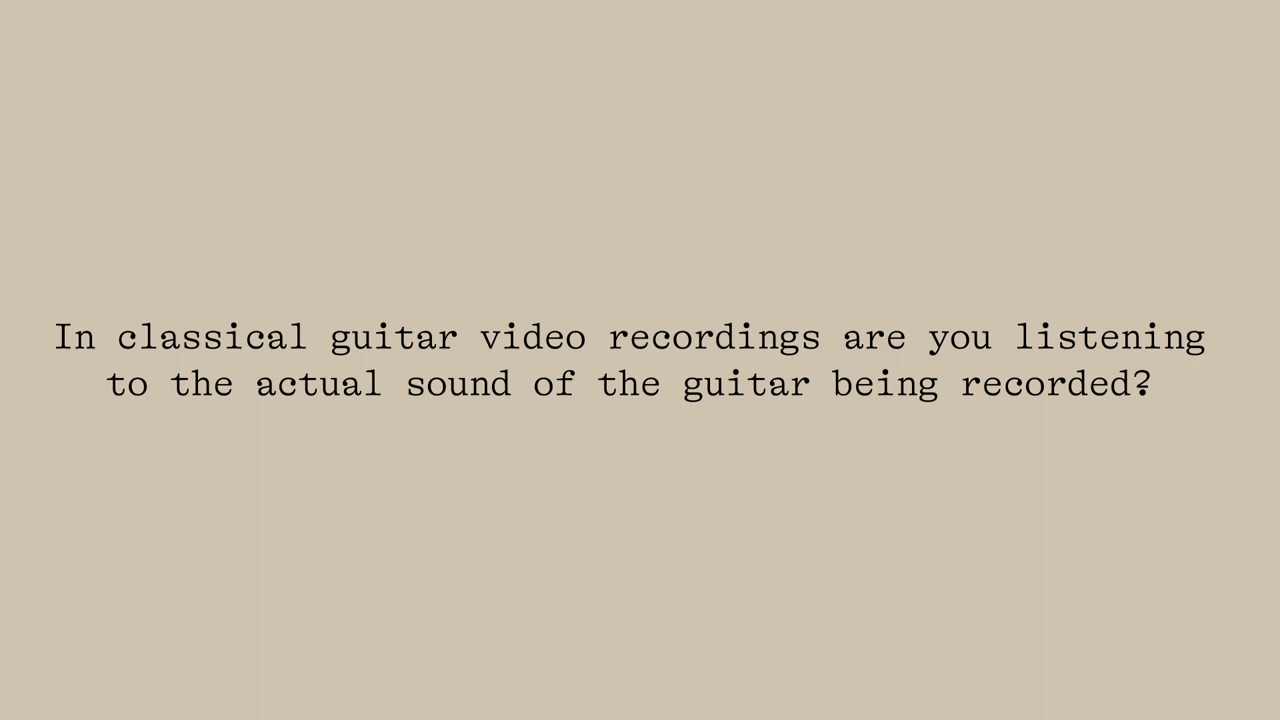 In classical guitar video recordings are you listening
to the actual sound of the guitar being recorded?